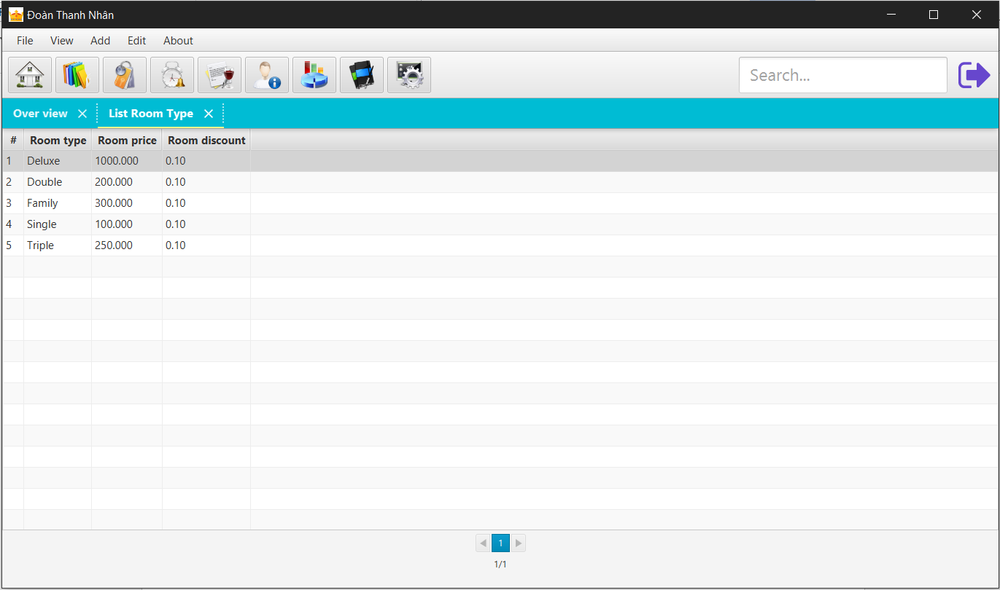 Đoàn Thanh Nhân
File View Add Edit About
Search...
Over view List Room Type
# Room type Room price Room discount
1 Deluxe 1000.000 0.10
2 Double 200.000 0.10
3 Family 300.000 0.10
4 Single 100.000 0.10
5 Triple 250.000 0.10
1
1/1